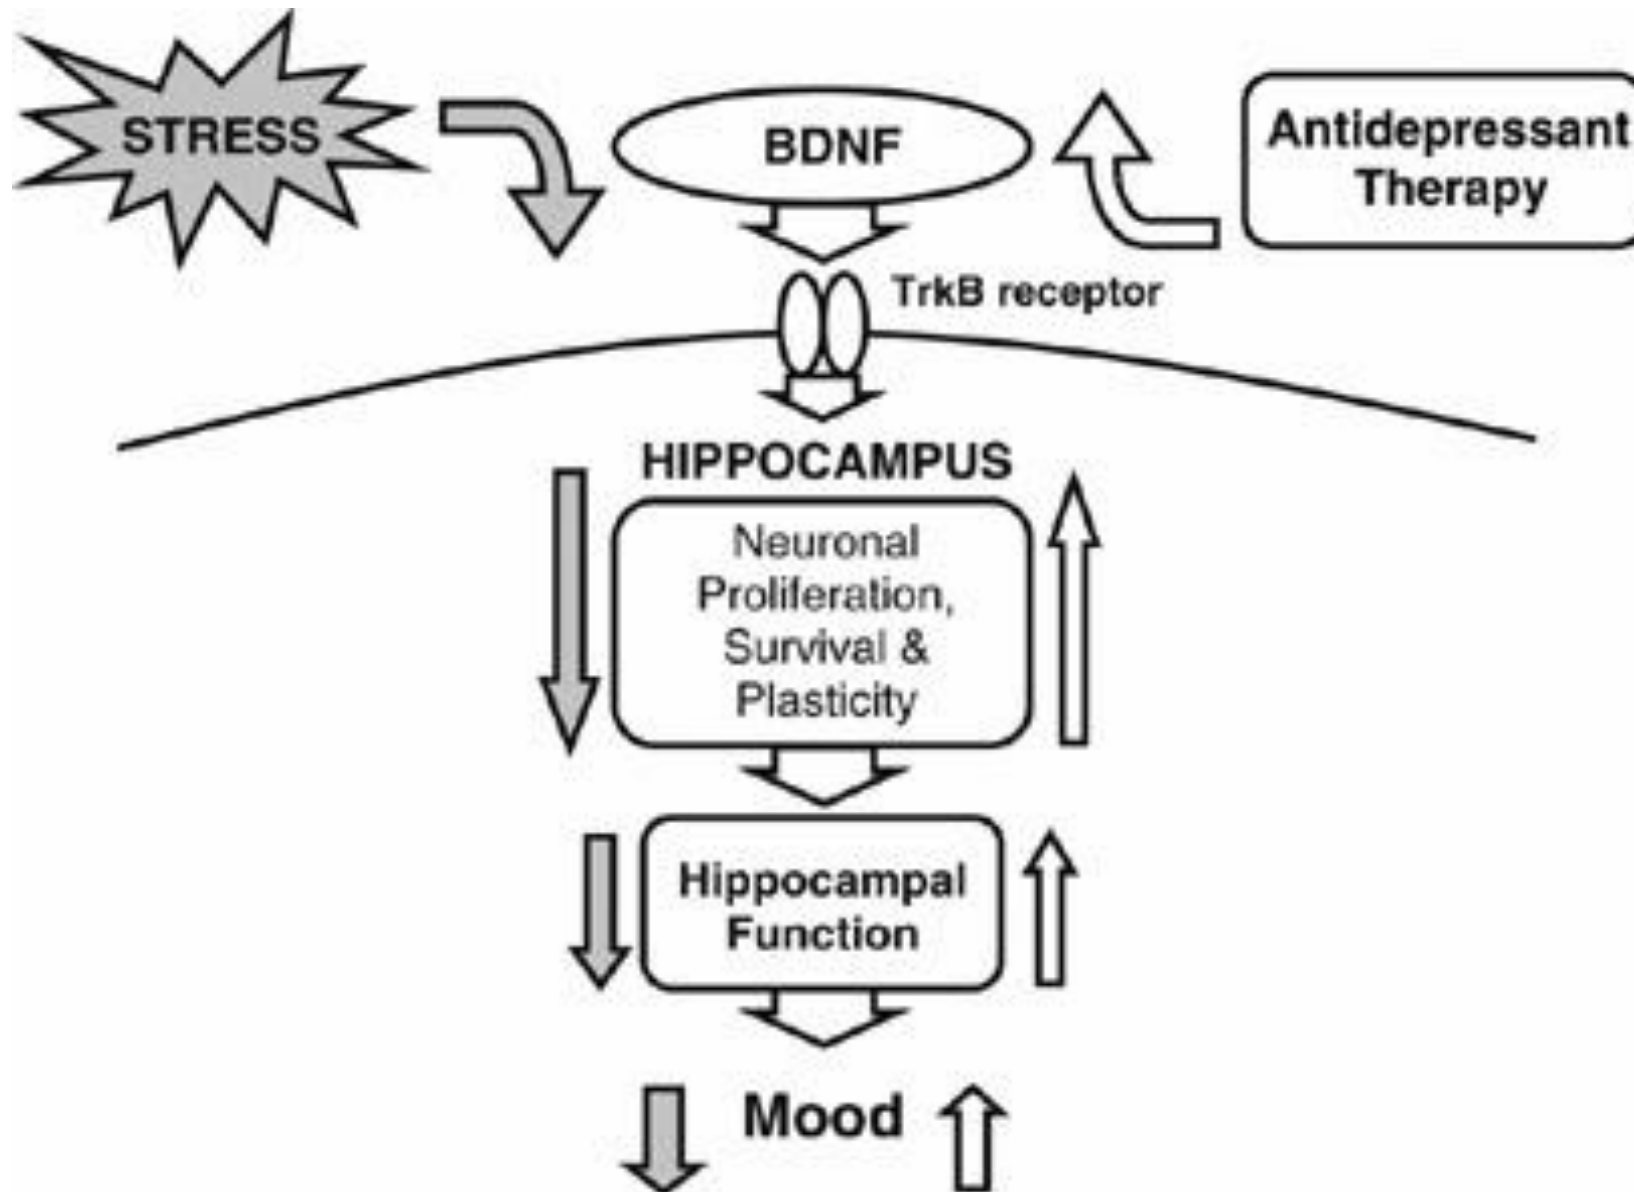 STRESS
BDNF
Antidepressant
Therapy
TrkB receptor
HIPPOCAMPUS
Neuronal
Proliferation,
Survival &
Plasticity
Hippocampal
Function
Mood